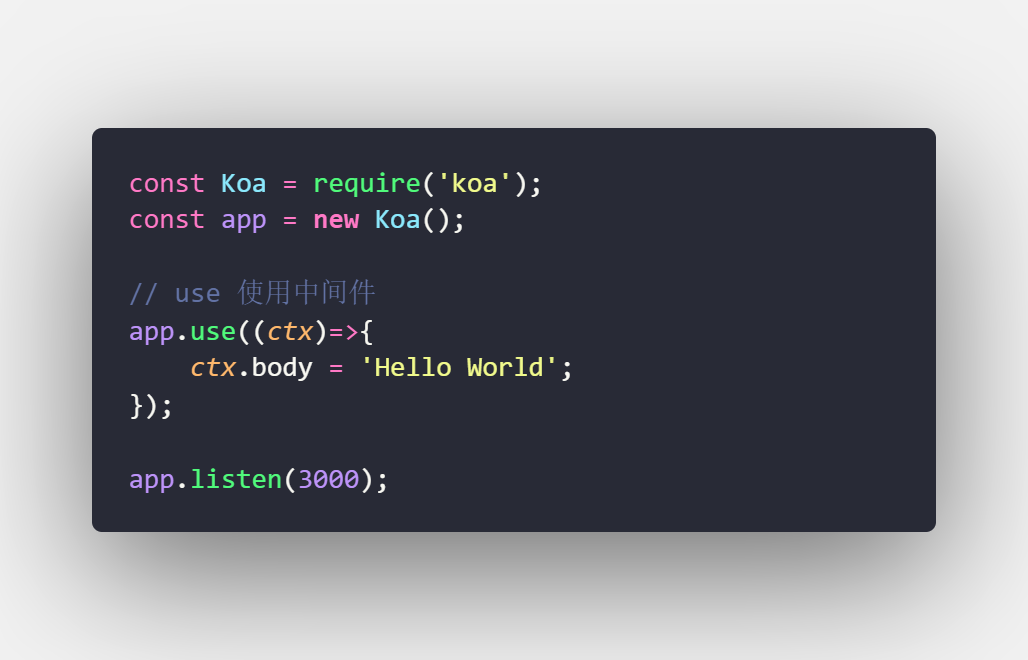 const Koa = require('koa');
const app = new Koa();

// use 使用中间件
app.use((ctx)=>{
    ctx.body = 'Hello World';
});

app.listen(3000);